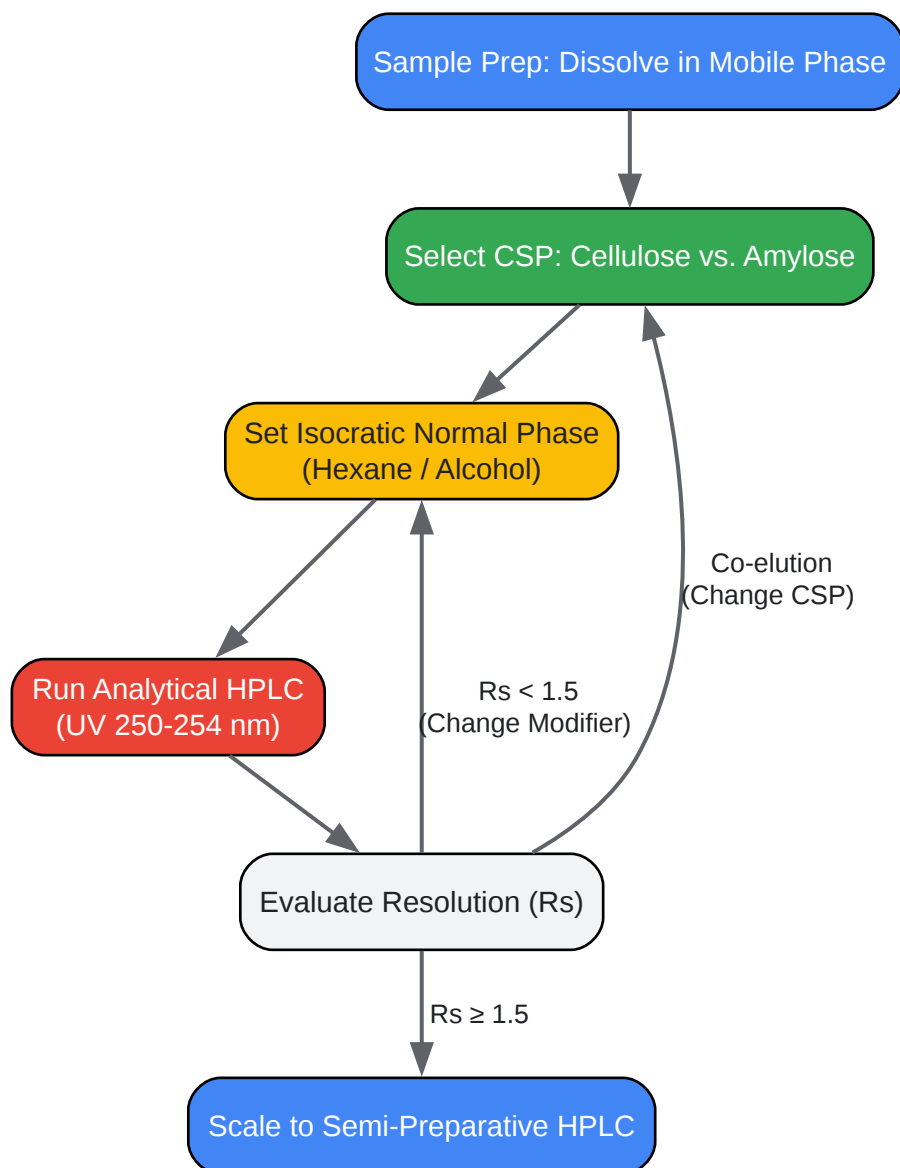 Sample Prep: Dissolve in Mobile Phase
Select CSP: Cellulose vs. Amylose
Set Isocratic Normal Phase
(Hexane / Alcohol)
Co-elution
(Change CSP)
Run Analytical HPLC
(UV 250-254 nm)
Rs < 1.5
(Change Modifier)
Evaluate Resolution (Rs)
Rs ≥ 1.5
Scale to Semi-Preparative HPLC